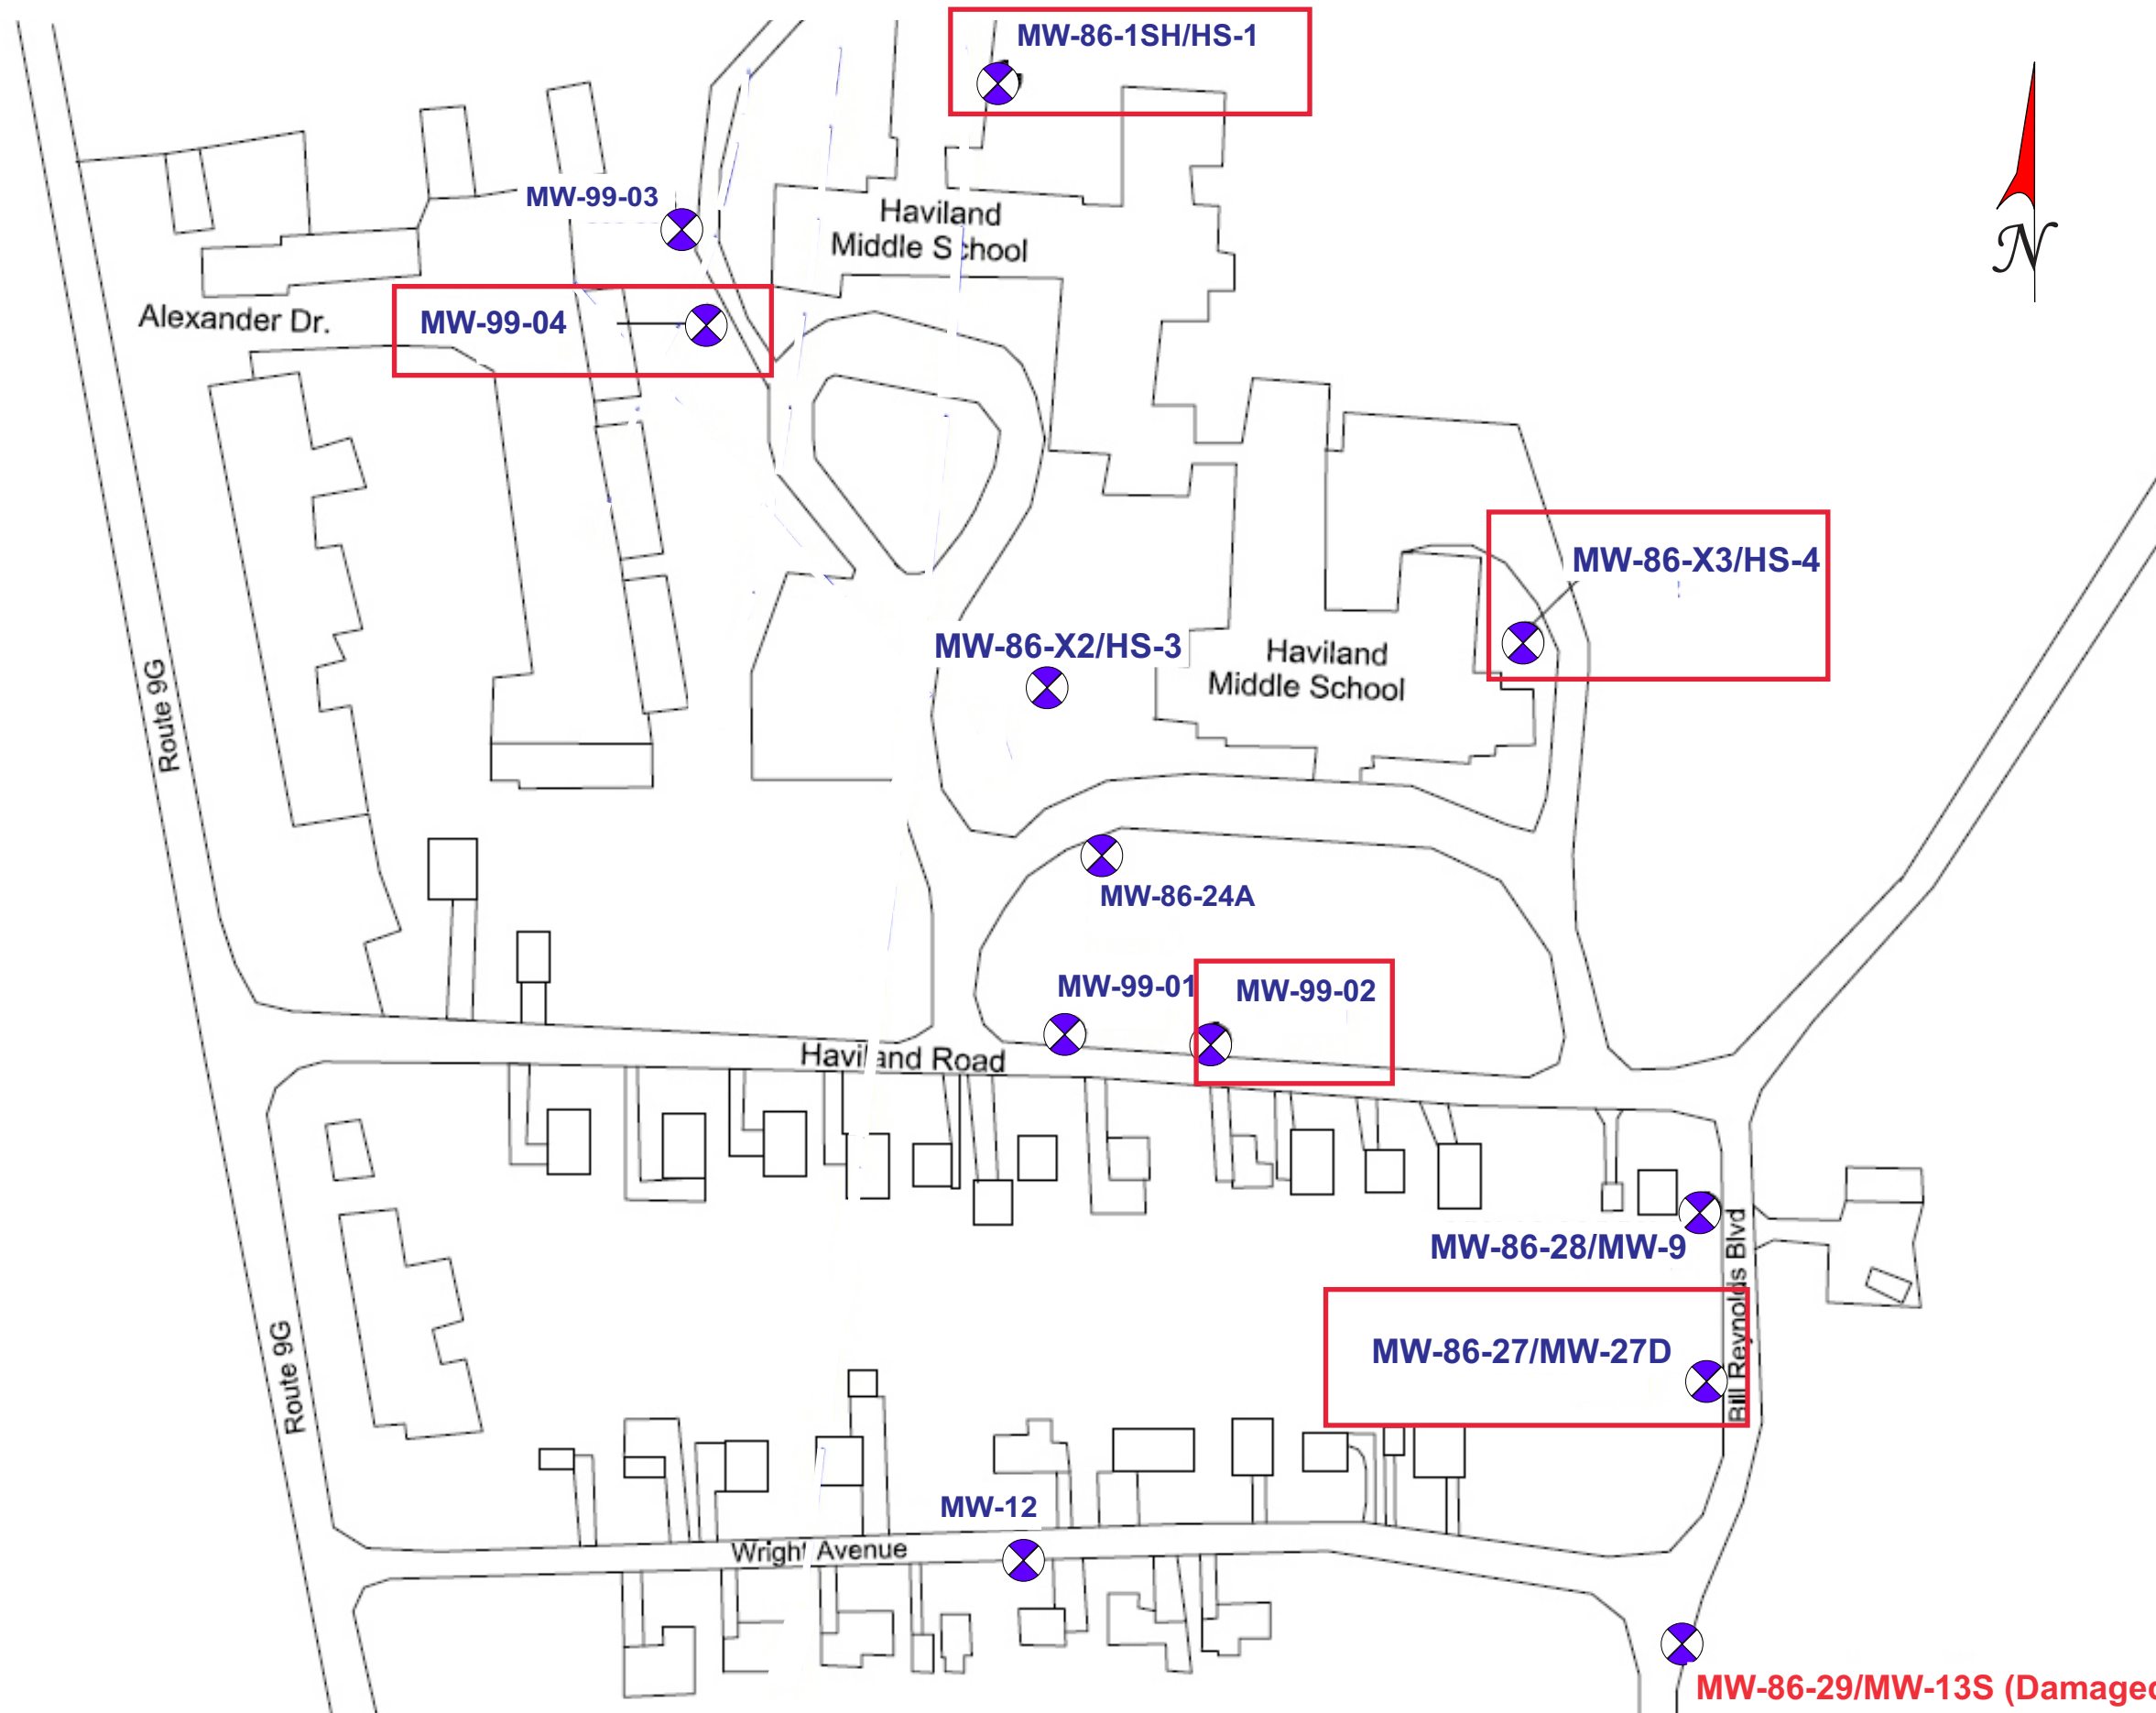 MW-86-1SH/HS-1
MW-99-03
Haviland
Middle School
MW-99-04
Alexander Dr.
N
MW-86-X3/HS-4
MW-86-X2/HS-3
Haviland
Middle School
Route 9G
MW-86-24A
MW-99-01
MW-99-02
Haviland Road
MW-86-28/MW-9
Bill Reynolds Blvd
MW-86-27/MW-27D
Route 9G
MW-12
Wright Avenue
MW-86-29/MW-13S (Damaged